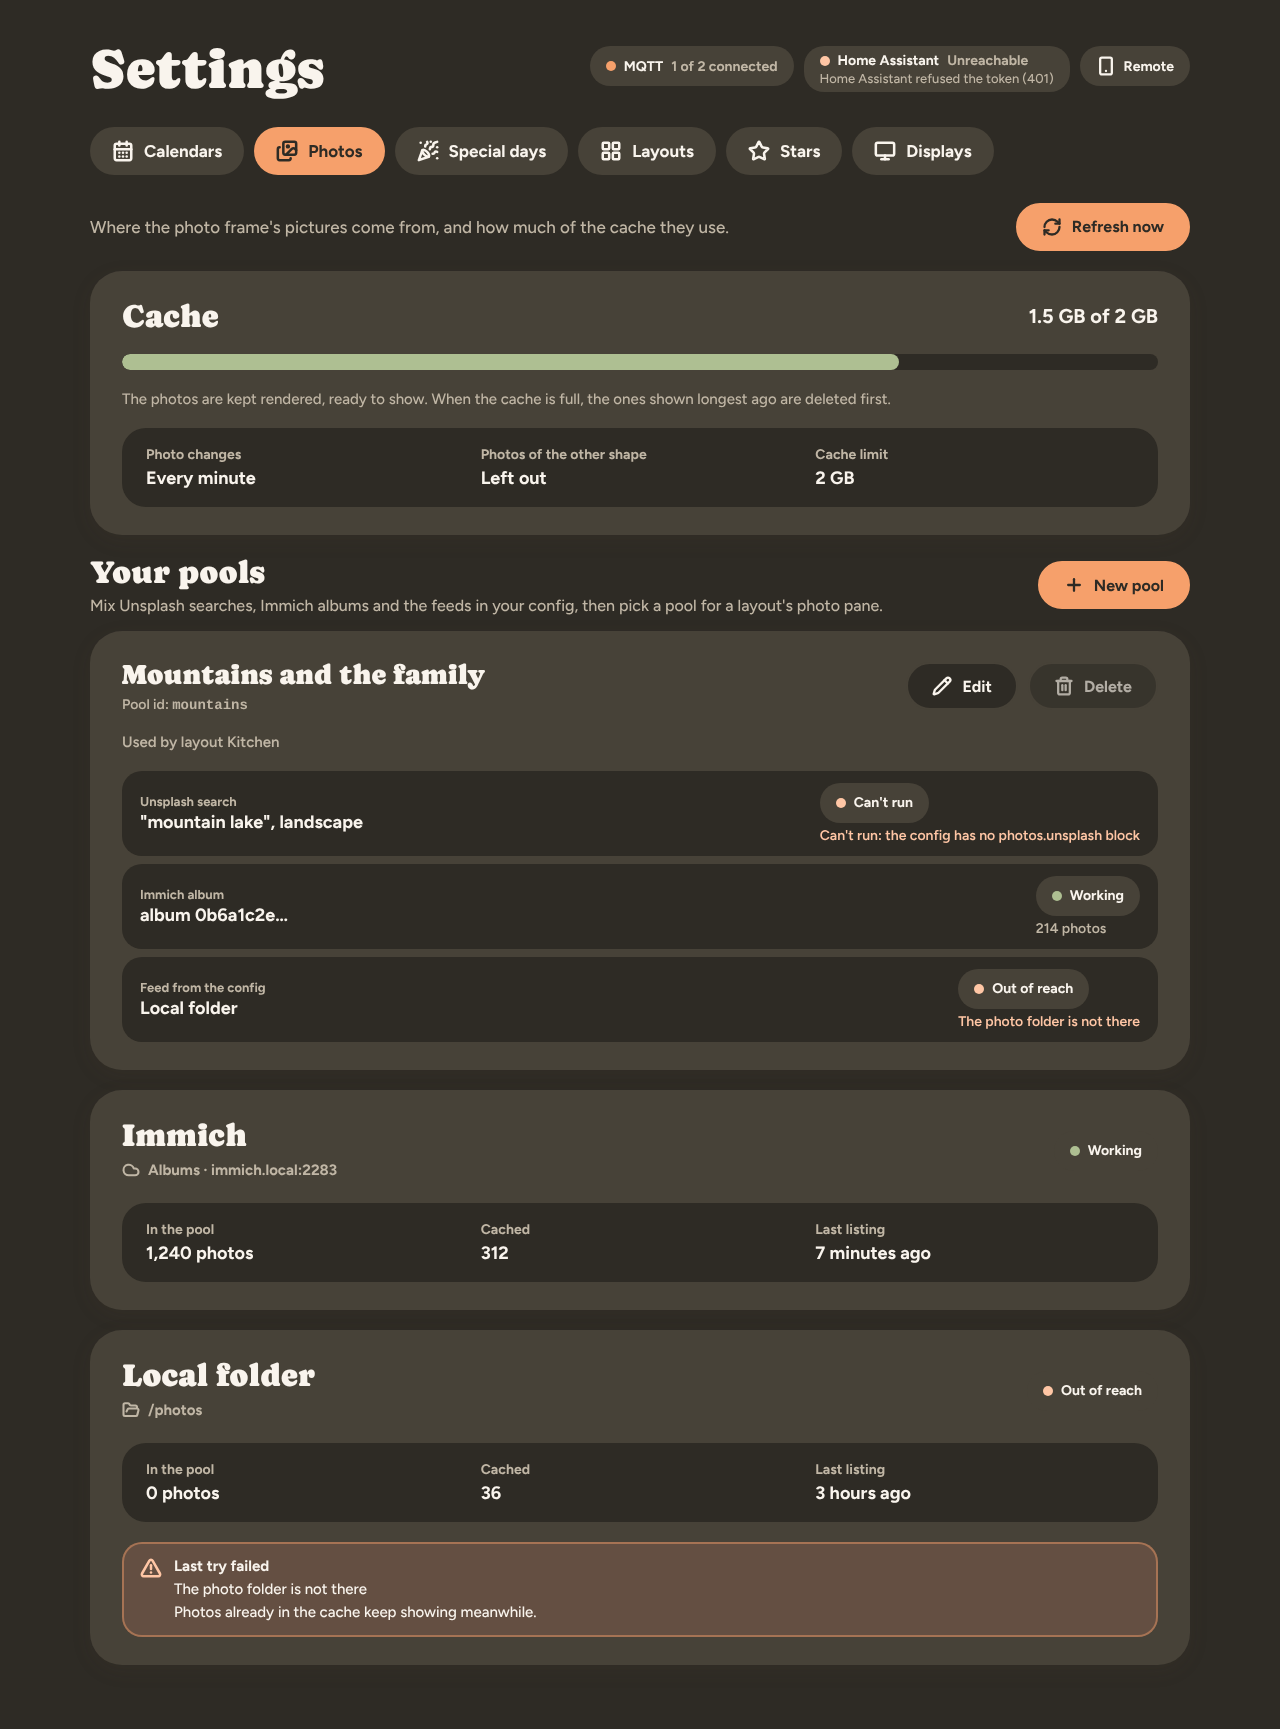 Settings
MQTT 1 of 2 connected
Home Assistant Unreachable
Home Assistant refused the token (401)
Remote
Calendars
Photos
Special days
Layouts
Stars
Displays
Where the photo frame's pictures come from, and how much of the cache they use.
Refresh now
Cache
1.5 GB of 2 GB
The photos are kept rendered, ready to show. When the cache is full, the ones shown longest ago are deleted first.
Photo changes
Every minute
Photos of the other shape
Left out
Cache limit
2 GB
Your pools
Mix Unsplash searches, Immich albums and the feeds in your config, then pick a pool for a layout's photo pane.
New pool
Mountains and the family
Pool id: mountains
Edit
Delete
Used by layout Kitchen
Unsplash search
"mountain lake", landscape
Can't run
Can't run: the config has no photos.unsplash block
Immich album
album 0b6a1c2e...
Working
214 photos
Feed from the config
Local folder
Out of reach
The photo folder is not there
Immich
Albums · immich.local:2283
Working
In the pool
1,240 photos
Cached
312
Last listing
7 minutes ago
Local folder
/photos
Out of reach
In the pool
0 photos
Cached
36
Last listing
3 hours ago
Last try failed
The photo folder is not there
Photos already in the cache keep showing meanwhile.